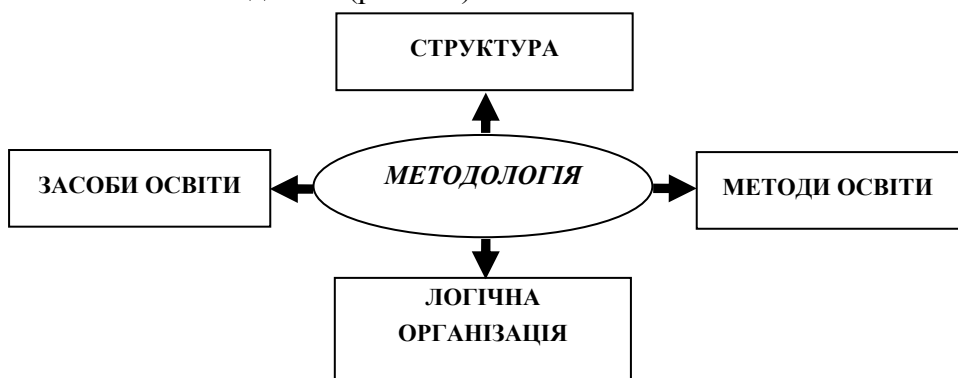 СТРУКТУРА
ЗАСОБИ ОСВІТИ
МЕТОДОЛОГІЯ
МЕТОДИ ОСВІТИ
ЛОГІЧНА
ОРГАНІЗАЦІЯ